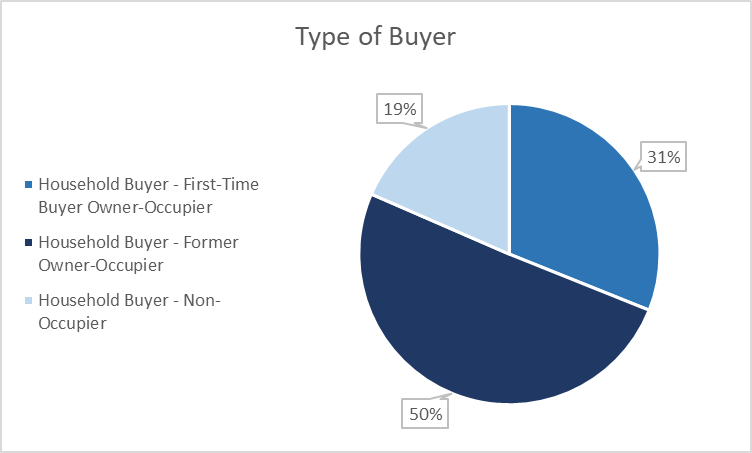 Type of Buyer
19%
31%
Household Buyer - First-Time
Buyer Owner-Occupier
Household Buyer - Former
Owner-Occupier
Household Buyer - Non-
Occupier
50%